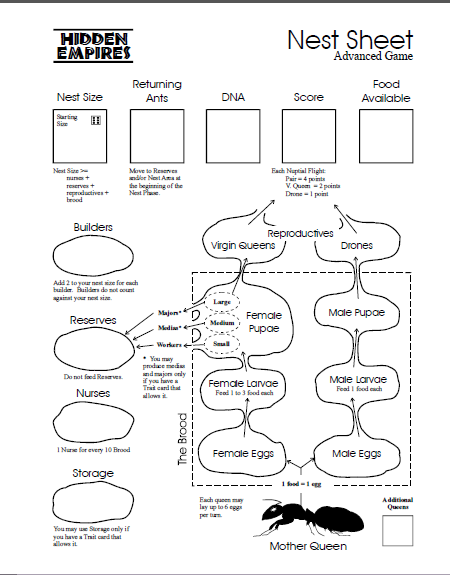 HIDDEN
EMPIRES
Nest Sheet
Advanced Game
Nest Size
Returning
Ants
DNA
Score
Food
Available
Starting
Size
Nest Size >=
nurses +
reserves +
reproductives +
brood
Move to Reserves
and/or Nest Area at
the beginning of the
Nest Phase.
Each Nuptial Flight:
Pair = 4 points
V. Queen = 2 points
Drone = 1 point
Builders
Add 2 to your nest size for each
builder. Builders do not count
against your nest size.
Reproductives
Virgin Queens
Drones
Reserves
Do not feed Reserves.
Majors*
Medias*
Workers
Large
Medium
Small
Female
Pupae
Male Pupae
* You may
produce medias
and majors only
if you have a
Trait card that
allows it.
Female Larvae
Feed 1 to 3 food each
Male Larvae
Feed 1 food each
Nurses
1 Nurse for every 10 Brood
The Brood
Female Eggs
Male Eggs
Storage
You may use Storage only if
you have a Trait card that
allows it.
1 food = 1 egg
Each queen may
lay up to 6 eggs
per turn.
Mother Queen
Additional
Queens